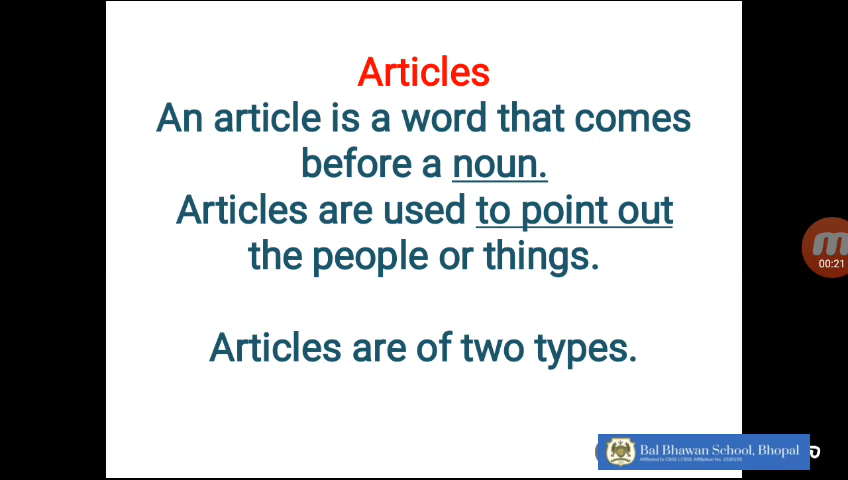 Articles
An article is a word that comes
before a noun.
Articles are used to point out
the people or things.
Articles are of two types.
00:21
Bal Bhawan School, Bhopal